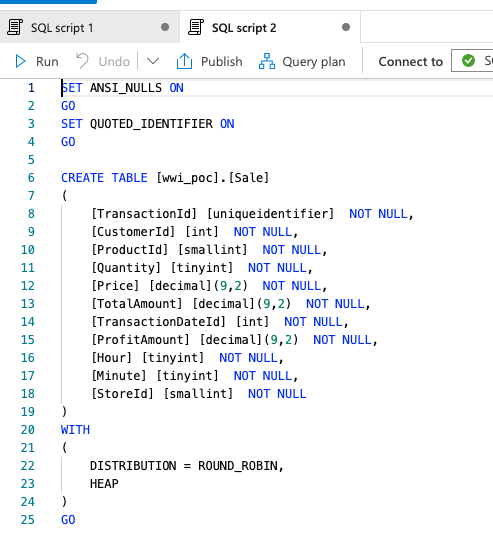 SQL script 1
SQL script 2
Run Undo Publish Query plan Connect to
1 SET ANSI_NULLS ON
2 GO
3 SET QUOTED_IDENTIFIER ON
4 GO
5
6 CREATE TABLE [wwi_poc].[Sale]
7 (
8 [TransactionId] [uniqueidentifier] NOT NULL,
9 [CustomerId] [int] NOT NULL,
10 [ProductId] [smallint] NOT NULL,
11 [Quantity] [tinyint] NOT NULL,
12 [Price] [decimal](9,2) NOT NULL,
13 [TotalAmount] [decimal](9,2) NOT NULL,
14 [TransactionDateId] [int] NOT NULL,
15 [ProfitAmount] [decimal](9,2) NOT NULL,
16 [Hour] [tinyint] NOT NULL,
17 [Minute] [tinyint] NOT NULL,
18 [StoreId] [smallint] NOT NULL
19 )
20 WITH
21 (
22 DISTRIBUTION = ROUND_ROBIN,
23 HEAP
24 )
25 GO